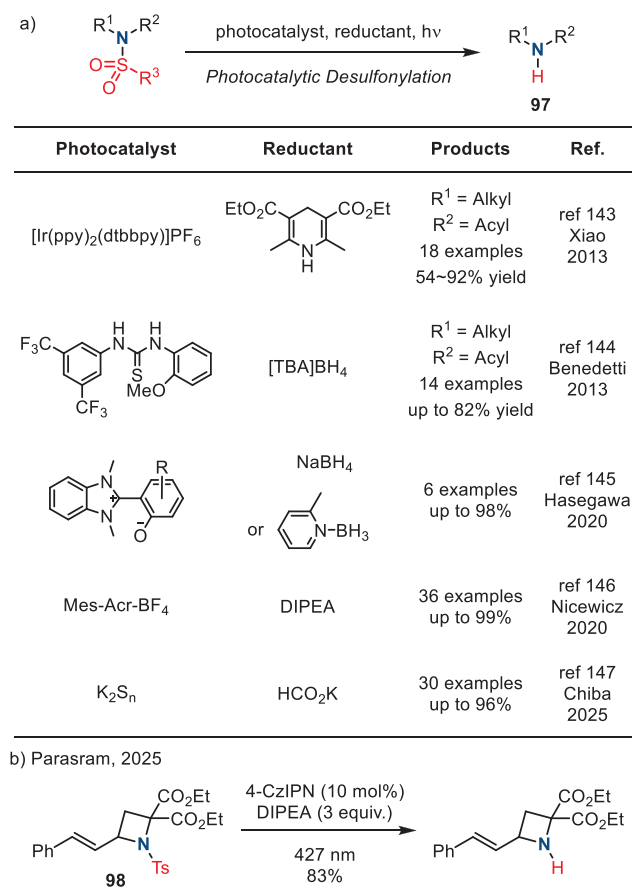 a)
R1 R2
N
O S
O R3
photocatalyst, reductant, hν
Photocatalytic Desulfonylation
R1 R2
N
H
97
Photocatalyst Reductant Products Ref.
[Ir(ppy)2(dtbbpy)]PF6
EtO2C CO2Et
N
H
R1 = Alkyl
R2 = Acyl
18 examples
54~92% yield
ref 143
Xiao
2013
F3C
H H
N N
S
MeO
CF3
[TBA]BH4
R1 = Alkyl
R2 = Acyl
14 examples
up to 82% yield
ref 144
Benedetti
2013
N
+
N
R
O
−
NaBH4
or
N BH3
6 examples
up to 98%
ref 145
Hasegawa
2020
Mes-Acr-BF4
DIPEA
36 examples
up to 99%
ref 146
Nicewicz
2020
K2Sn
HCO2K
30 examples
up to 96%
ref 147
Chiba
2025
b) Parasram, 2025
CO2Et
CO2Et
Ph
N
Ts
98
4-CzIPN (10 mol%)
DIPEA (3 equiv.)
427 nm
83%
CO2Et
CO2Et
Ph
N
H